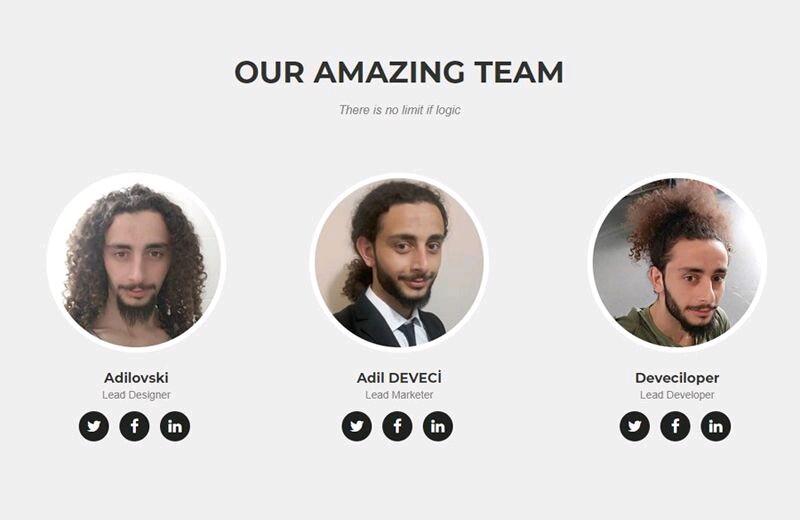 OUR AMAZING TEAM
There is no limit if logic
Adilovski
Lead Designer
Adil DEVECİ
Lead Marketer
Deveciloper
Lead Developer